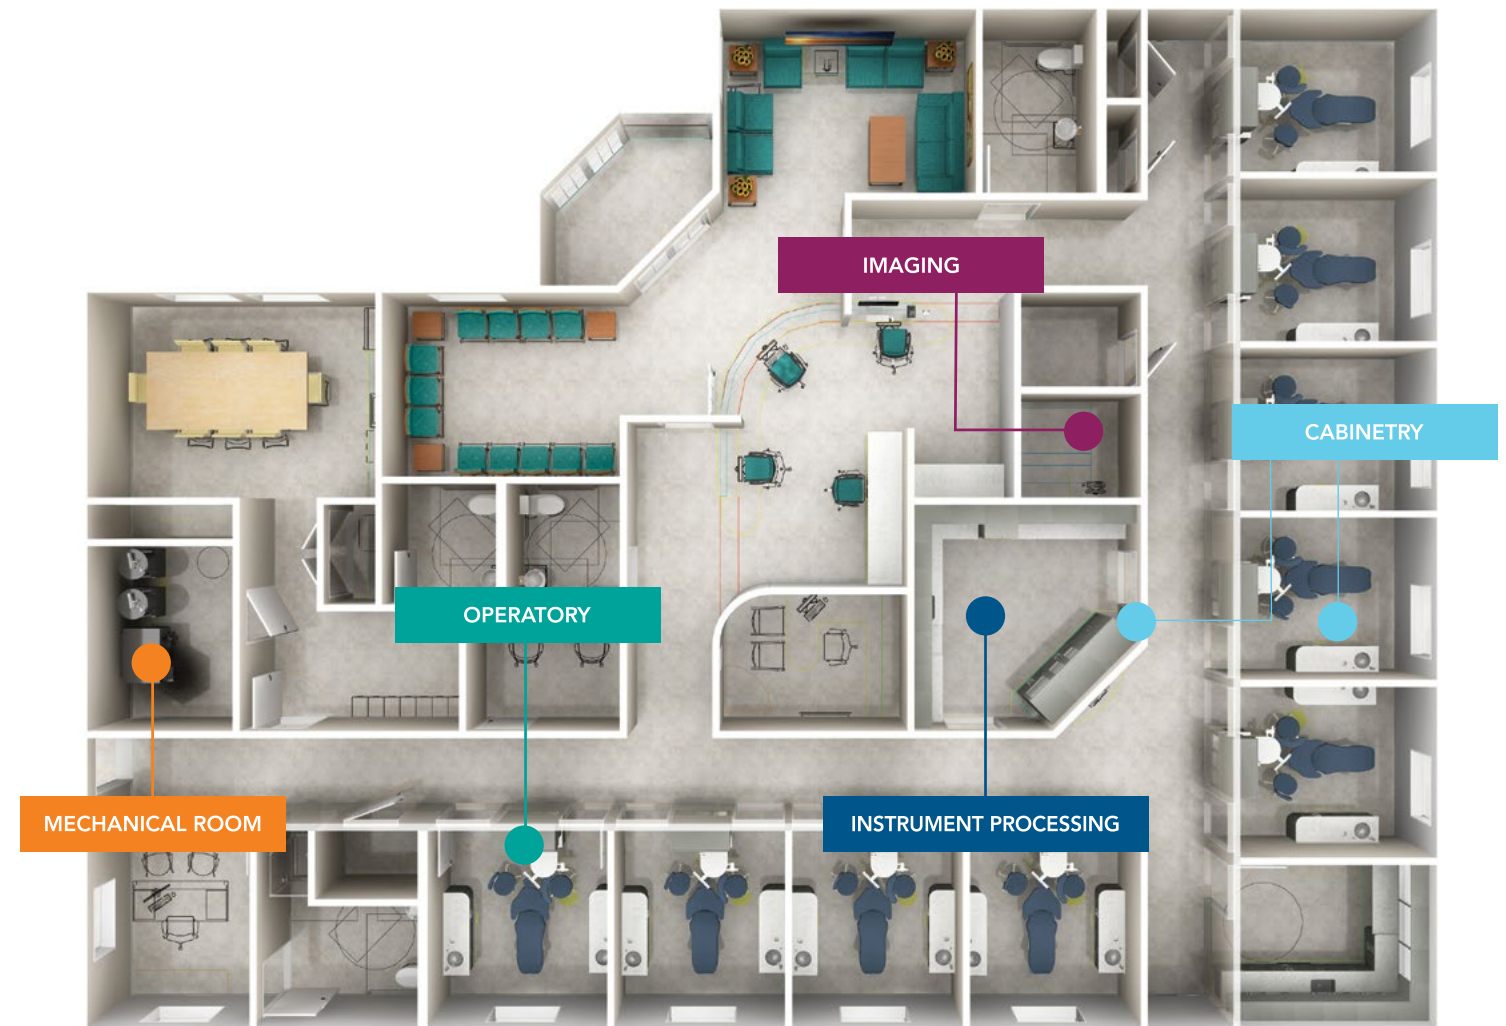 IMAGING
CABINETRY
OPERATORY
MECHANICAL ROOM
INSTRUMENT PROCESSING